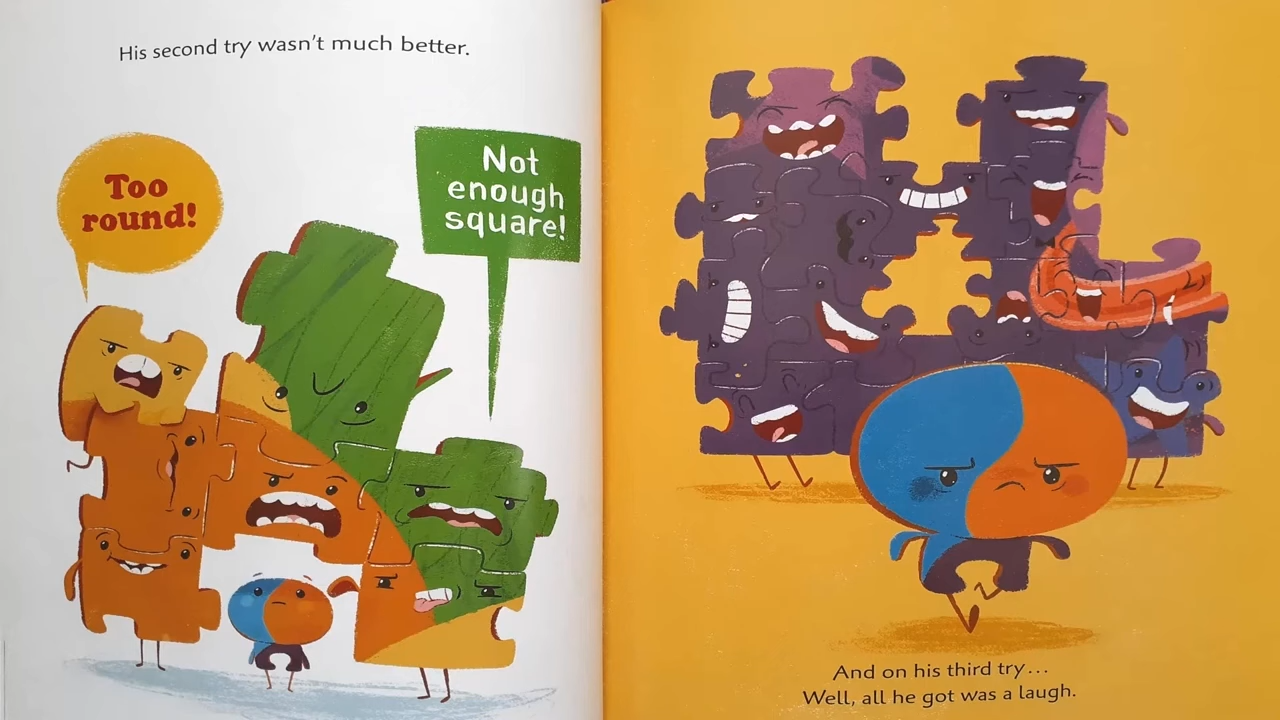 His second try wasn't much better.
Too
round!
Not
enough
square!
And on his third try...
Well, all he got was a laugh.